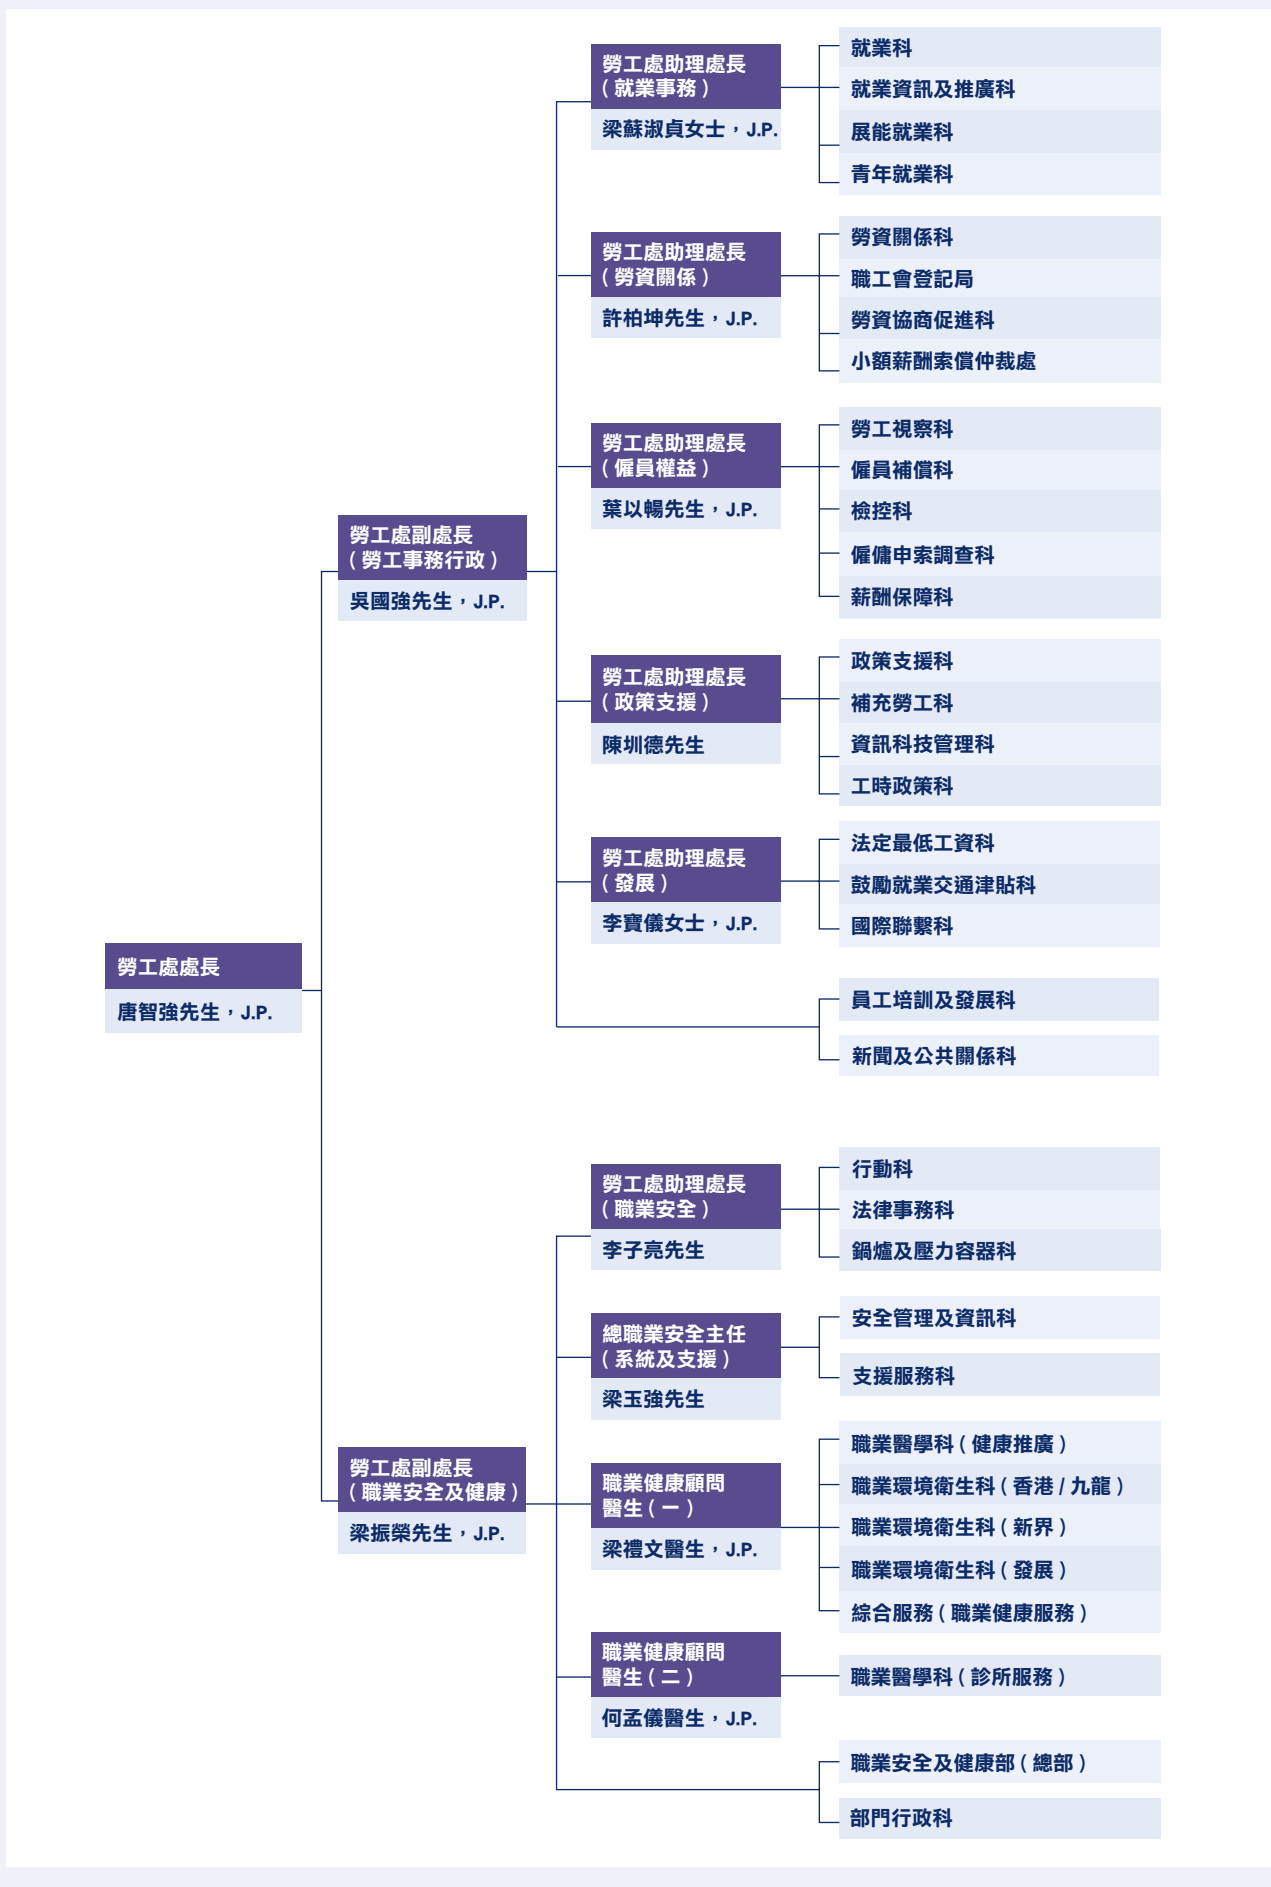 勞工處處長
唐智強先生，J.P.
勞工處副處長
（勞工事務行政）
吳國強先生，J.P.
勞工處助理處長
（就業事務）
梁蘇淑貞女士，J.P.
就業科
就業資訊及推廣科
展能就業科
青年就業科
勞工處助理處長
（勞資關係）
許柏坤先生，J.P.
勞資關係科
職工會登記局
勞資協商促進科
小額薪酬索償仲裁處
勞工處助理處長
（僱員權益）
葉以暢先生，J.P.
勞工視察科
僱員補償科
檢控科
僱傭申索調查科
薪酬保障科
勞工處助理處長
（政策支援）
陳圳德先生
政策支援科
補充勞工科
資訊科技管理科
工時政策科
勞工處助理處長
（發展）
李寶儀女士，J.P.
法定最低工資科
鼓勵就業交通津貼科
國際聯繫科
員工培訓及發展科
新聞及公共關係科
勞工處副處長
（職業安全及健康）
梁振榮先生，J.P.
勞工處助理處長
（職業安全）
李子亮先生
行動科
法律事務科
鍋爐及壓力容器科
總職業安全主任
（系統及支援）
梁玉強先生
安全管理及資訊科
支援服務科
職業健康顧問
醫生（一）
梁禮文醫生，J.P.
職業醫學科（健康推廣）
職業環境衛生科（香港 / 九龍）
職業環境衛生科（新界）
職業環境衛生科（發展）
綜合服務（職業健康服務）
職業健康顧問
醫生（二）
何孟儀醫生，J.P.
職業醫學科（診所服務）
職業安全及健康部（總部）
部門行政科